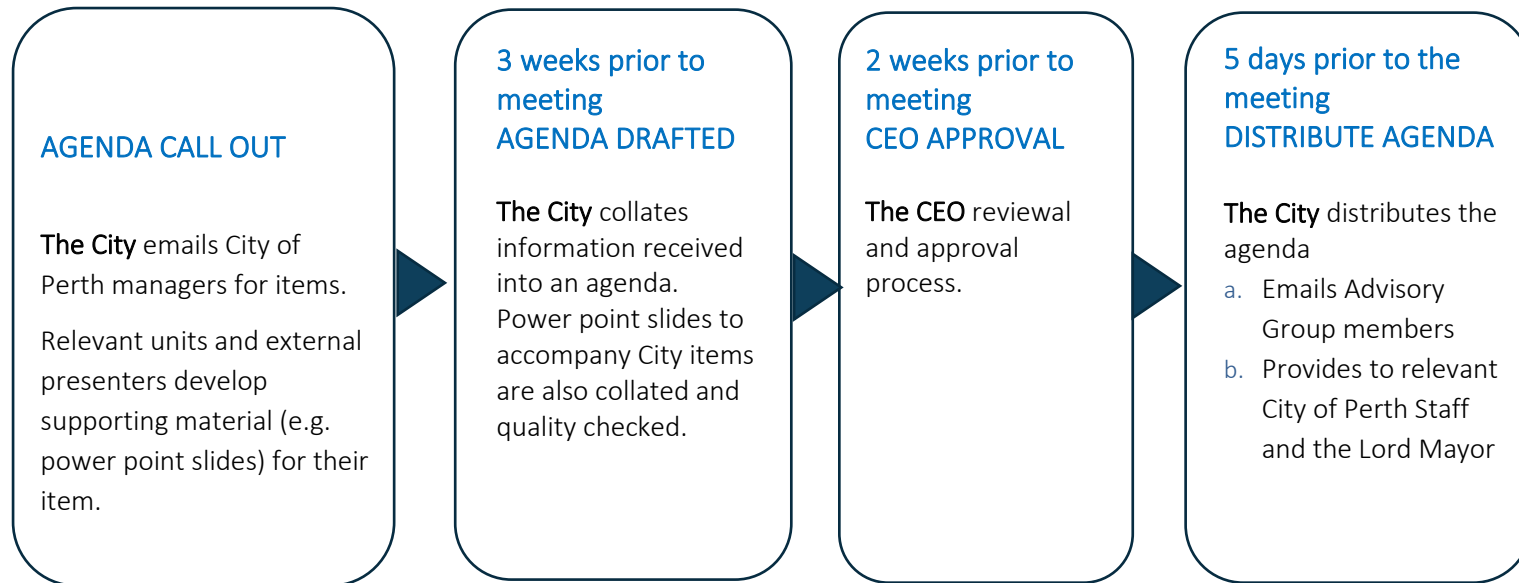 AGENDA CALL OUT
The City emails City of
Perth managers for items.
Relevant units and external
presenters develop
supporting material (e.g.
power point slides) for their
item.
3 weeks prior to
meeting
AGENDA DRAFTED
The City collates
information received
into an agenda.
Power point slides to
accompany City items
are also collated and
quality checked.
2 weeks prior to
meeting
CEO APPROVAL
The CEO reviewal
and approval
process.
5 days prior to the
meeting
DISTRIBUTE AGENDA
The City distributes the
agenda
a. Emails Advisory
Group members
b. Provides to relevant
City of Perth Staff
and the Lord Mayor